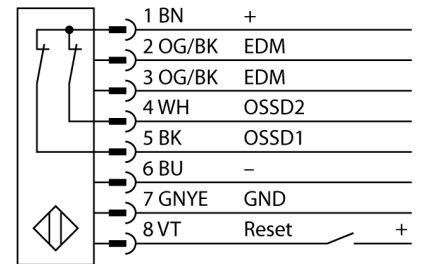 1 BN +
2 OG/BK EDM
3 OG/BK EDM
4 WH OSSD2
5 BK OSSD1
6 BU –
7 GNYE GND
8 VT Reset +